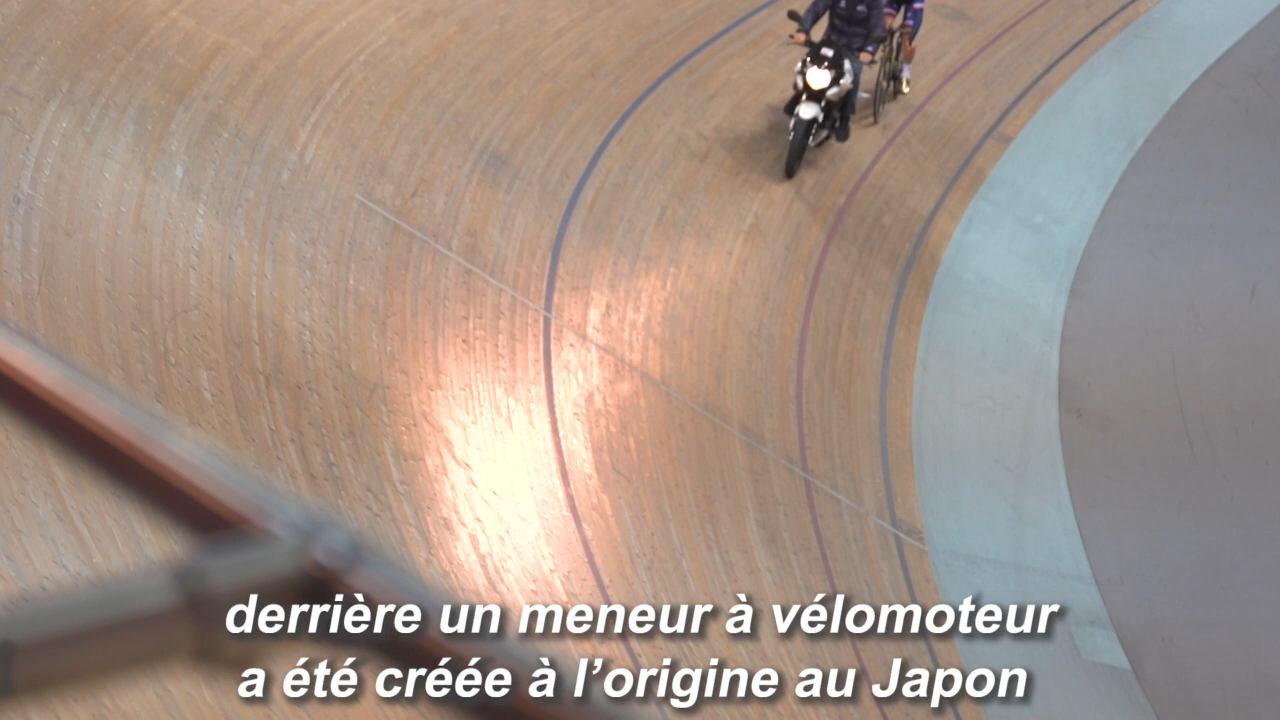 derrière un meneur à vélomoteur
a été créée à l’origine au Japon